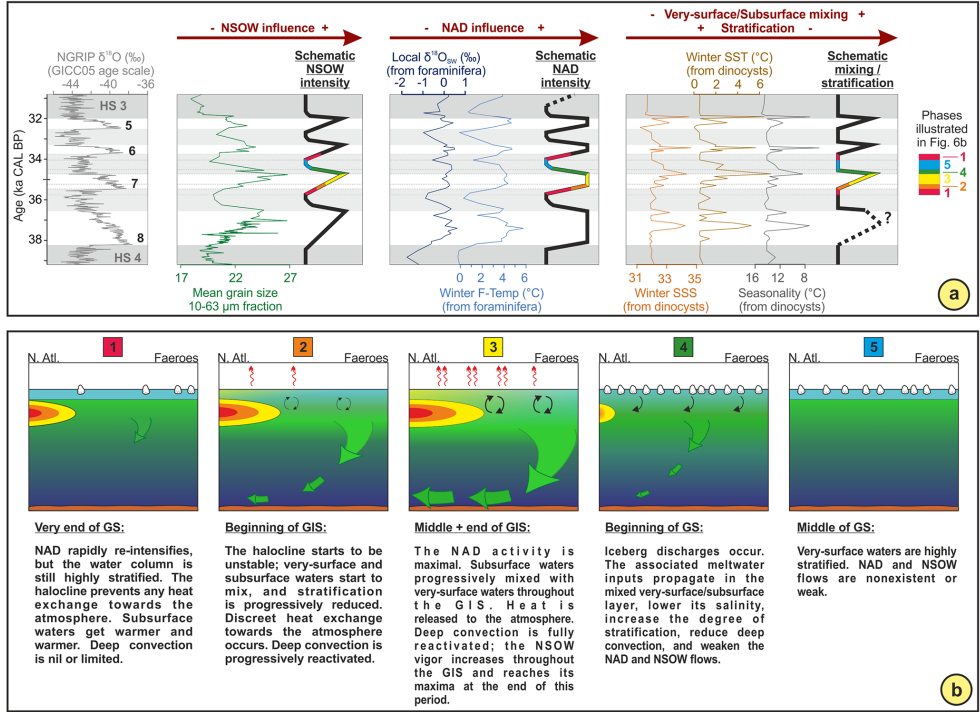 - NSOW influence +
- NAD influence +
- Very-surface/Subsurface mixing +
+ Stratification -
NGRIP δ18O (‰)
(GICC05 age scale)
-44 -40 -36
Schematic
NSOW
intensity
Local δ18OSW (‰)
(from foraminifera)
-2 -1 0 1
Schematic
NAD
intensity
Winter SST (°C)
(from dinocysts)
0 2 4 6
Schematic
mixing /
stratification
Age (ka CAL BP)
32
34
36
38
HS 3
5
6
7
8
HS 4
?
Phases
illustrated
in Fig. 6b
1
5
4
3
2
1
17 22 27
Mean grain size
10-63 µm fraction
0 2 4 6
Winter F-Temp (°C)
(from foraminifera)
31 33 35
Winter SSS
(from dinocysts)
16 12 8
Seasonality (°C)
(from dinocysts)
a
1
N. Atl. Faeroes
Very end of GS:
NAD rapidly re-intensifies,
but the water column is
still highly stratified. The
halocline prevents any heat
exchange towards the
atmosphere. Subsurface
waters get warmer and
warmer. Deep convection
is nil or limited.
2
N. Atl. Faeroes
Beginning of GIS:
The halocline starts to be
unstable; very-surface and
subsurface waters start to
mix, and stratification
is progressively reduced.
Discreet heat exchange
towards the atmosphere
occurs. Deep convection is
progressively reactivated.
3
N. Atl. Faeroes
Middle + end of GIS:
The NAD activity is
maximal. Subsurface waters
progressively mixed with
very-surface waters throughout
the GIS. Heat is
released to the atmosphere.
Deep convection is fully
reactivated; the NSOW
vigor increases throughout
the GIS and reaches its
maxima at the end of this
period.
4
N. Atl. Faeroes
Beginning of GS:
Iceberg discharges occur.
The associated meltwater
inputs propagate in the
mixed very-surface/subsurface
layer, lower its salinity,
increase the degree of
stratification, reduce deep
convection, and weaken the
NAD and NSOW flows.
5
N. Atl. Faeroes
Middle of GS:
Very-surface waters are highly
stratified. NAD and NSOW
flows are nonexistent or
weak.
b